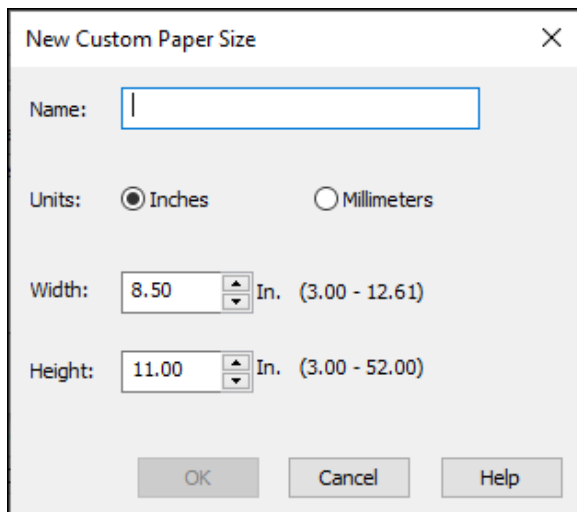 New Custom Paper Size
Name:
Units: Inches Millimeters
Width: 8.50 In. (3.00 - 12.61)
Height: 11.00 In. (3.00 - 52.00)
OK Cancel Help